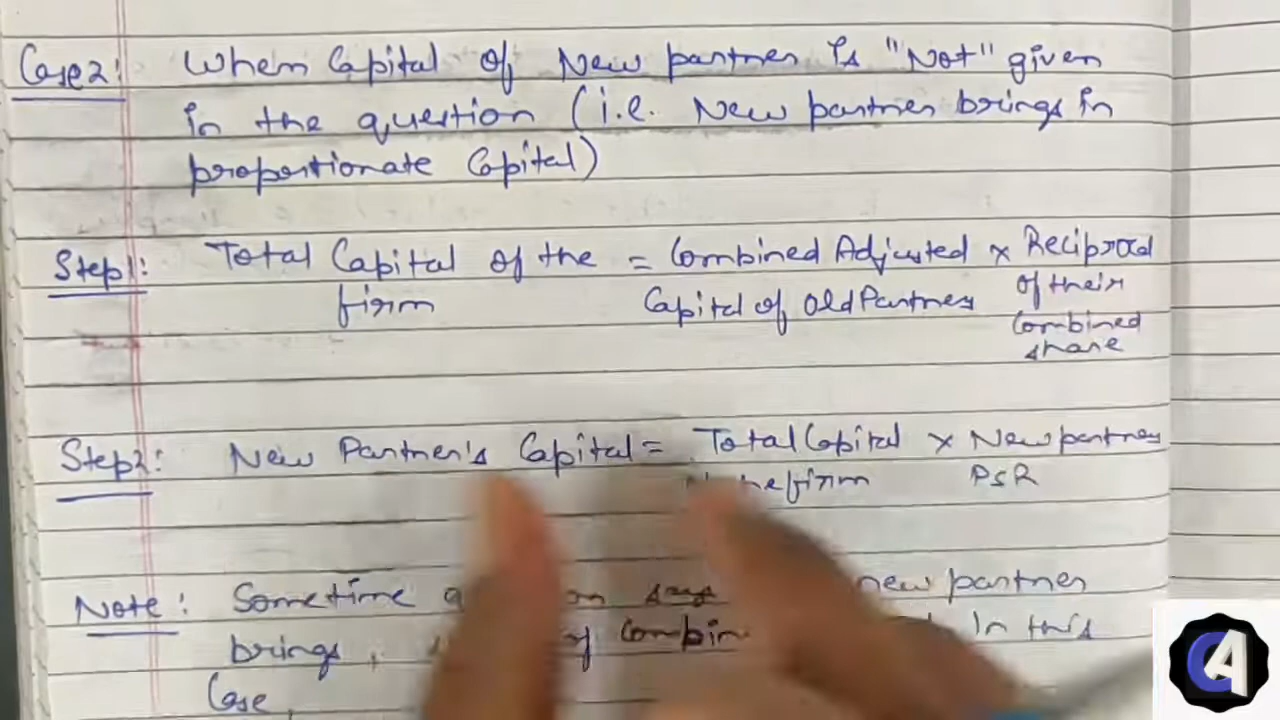 Case2: When Capital of New partner is "Not" given
in the question (i.e. New partner brings in
proportionate Capital)
Step1: Total Capital of the = Combined Adjusted × Reciprocal
firm Capital of Old Partners of their
Combined
share
Step2: New Partner's Capital = Total Capital × New partner
firm PSR
Note: Sometime says new partner
brings, In this
Case
CA